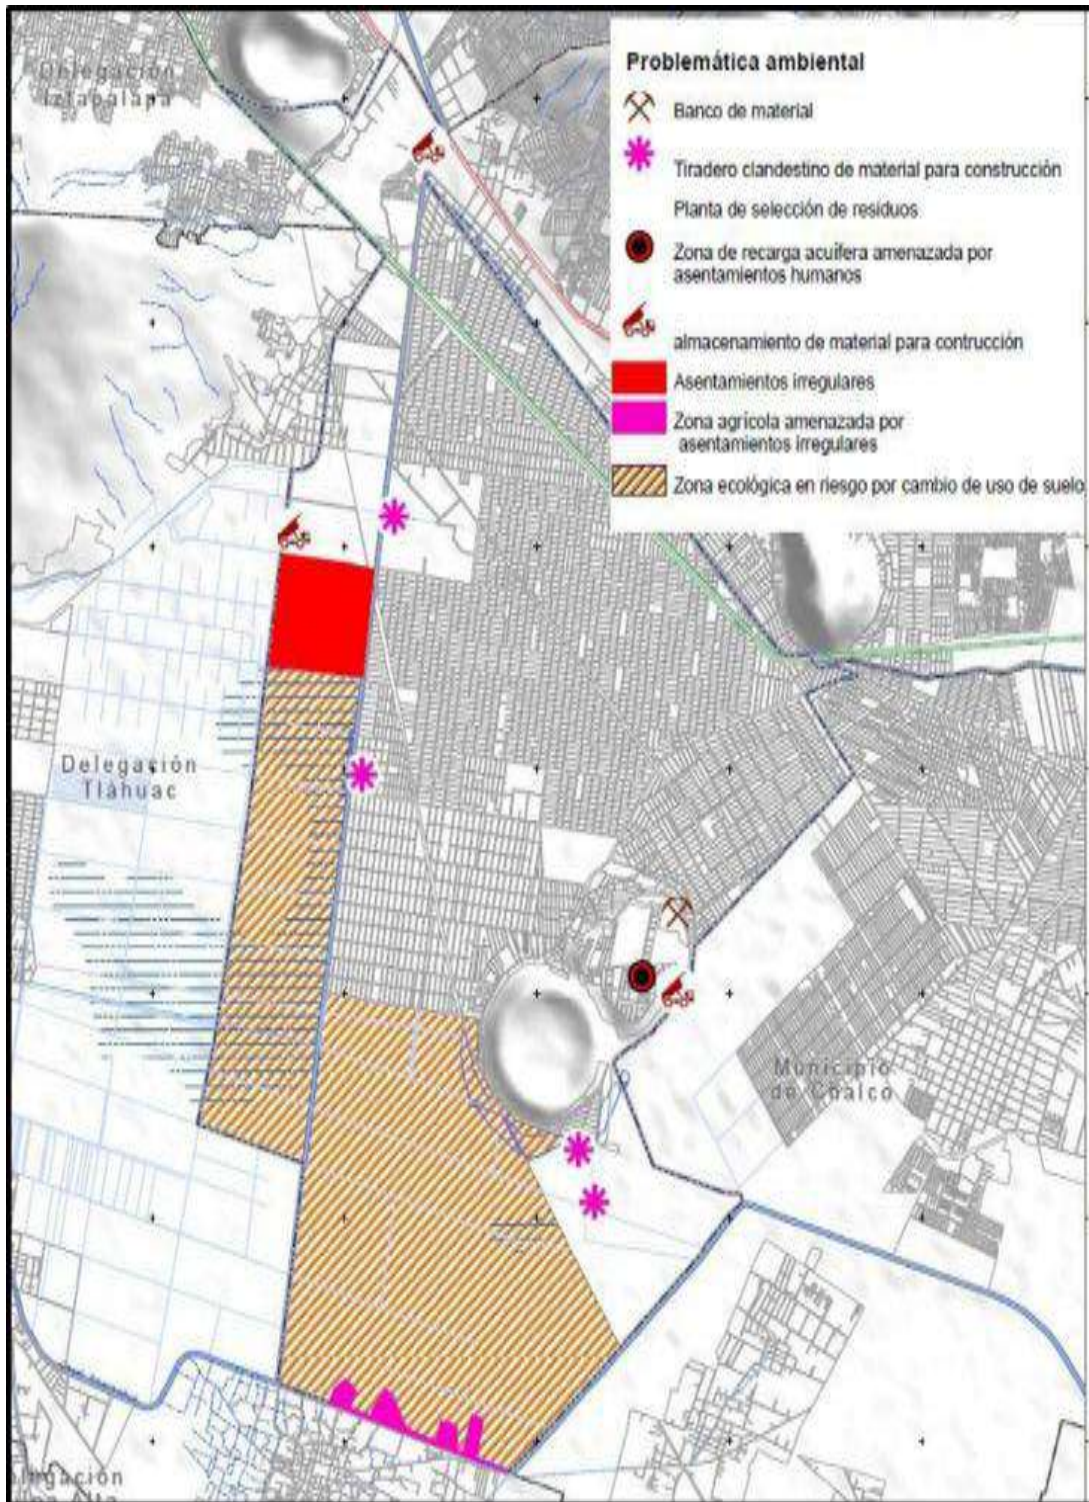 Delegación
Iztapalapa
Problemática ambiental
Banco de material
Tiradero clandestino de material para construcción
Planta de selección de residuos
Zona de recarga acuifera amenazada por
asentamientos humanos
almacenamiento de material para contrucción
Asentamientos irregulares
Zona agrícola amenazada por
asentamientos irregulares
Zona ecológica en riesgo por cambio de uso de suelo
Delegación
Tláhuac
Municipio
de Chalco
Alta